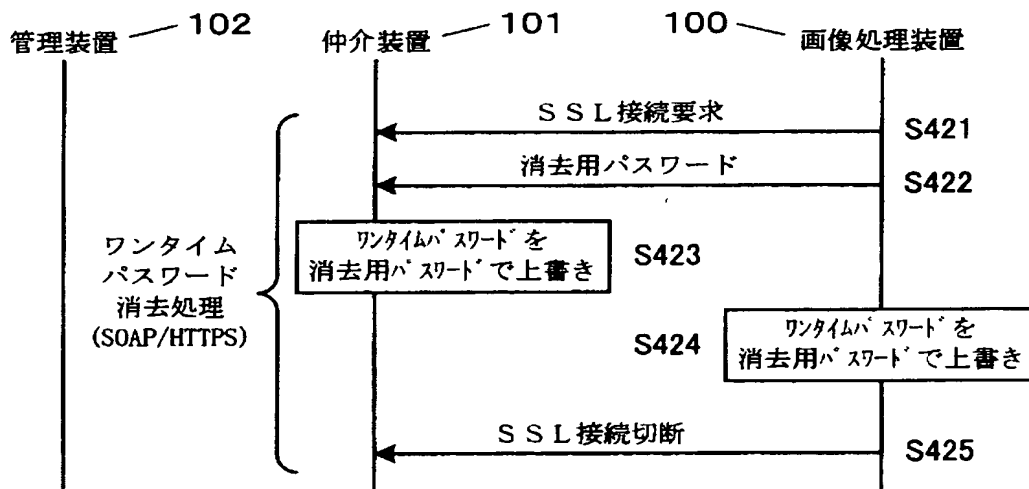 管理装置 102
仲介装置 101
100 画像処理装置
SSL接続要求 S421
消去用パスワード S422
ワンタイムパスワードを
消去用パスワードで上書き
S423
ワンタイム
パスワード
消去処理
(SOAP/HTTPS)
S424
ワンタイムパスワードを
消去用パスワードで上書き
SSL接続切断 S425